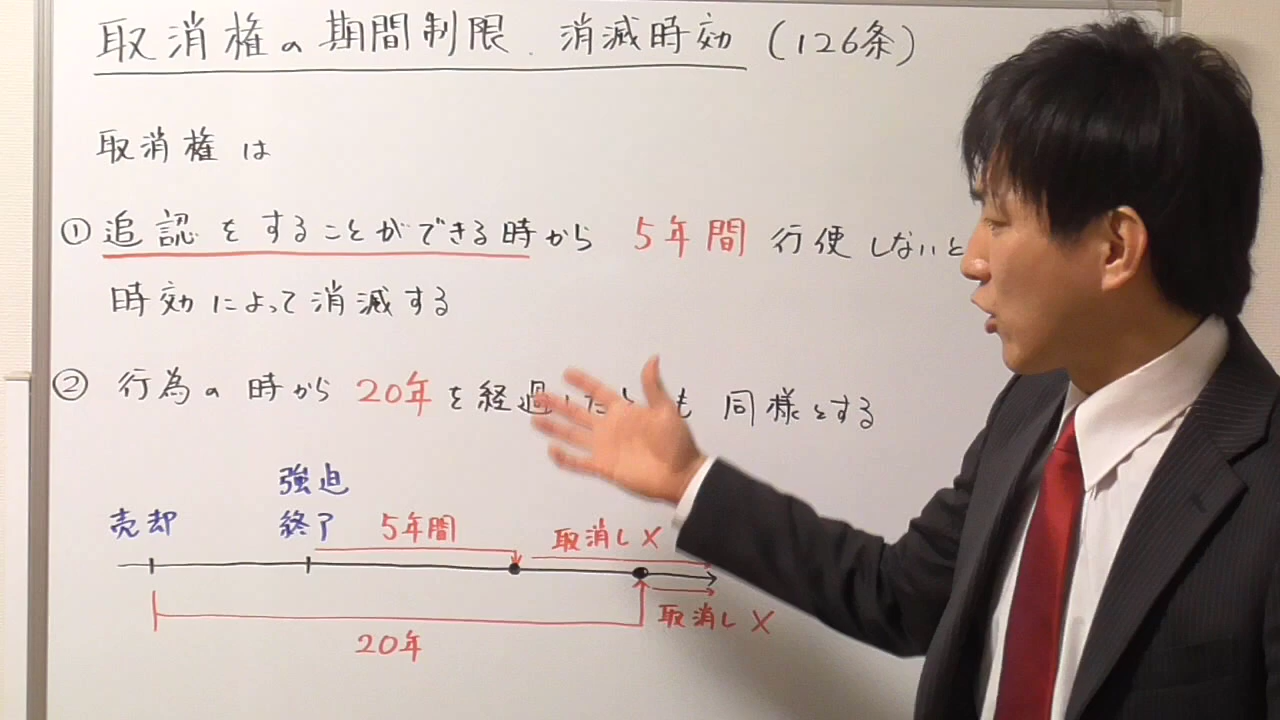 取消権の期間制限.消滅時効（126条）
取消権は
① 追認をすることができる時から 5年間 行使しないと
時効によって消滅する
② 行為の時から 20年を経過したも 同様とする
強迫
売却 終了 5年間 取消し×
取消し×
20年